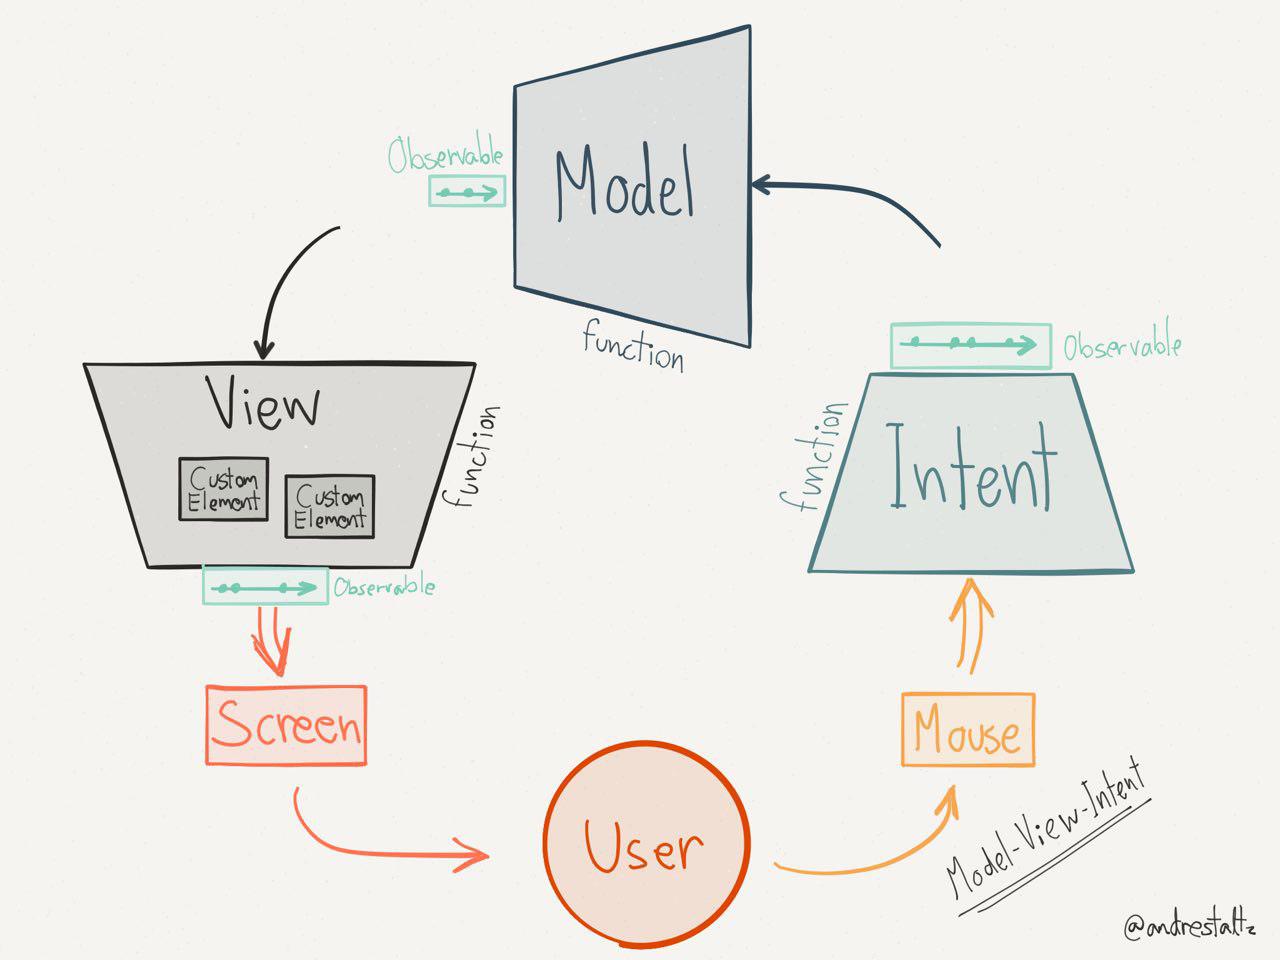 Observable
Model
function
View
function
Custom
Element
Custom
Element
Observable
Observable
function
Intent
Screen
Mouse
User
Model-View-Intent
@andrestaltz